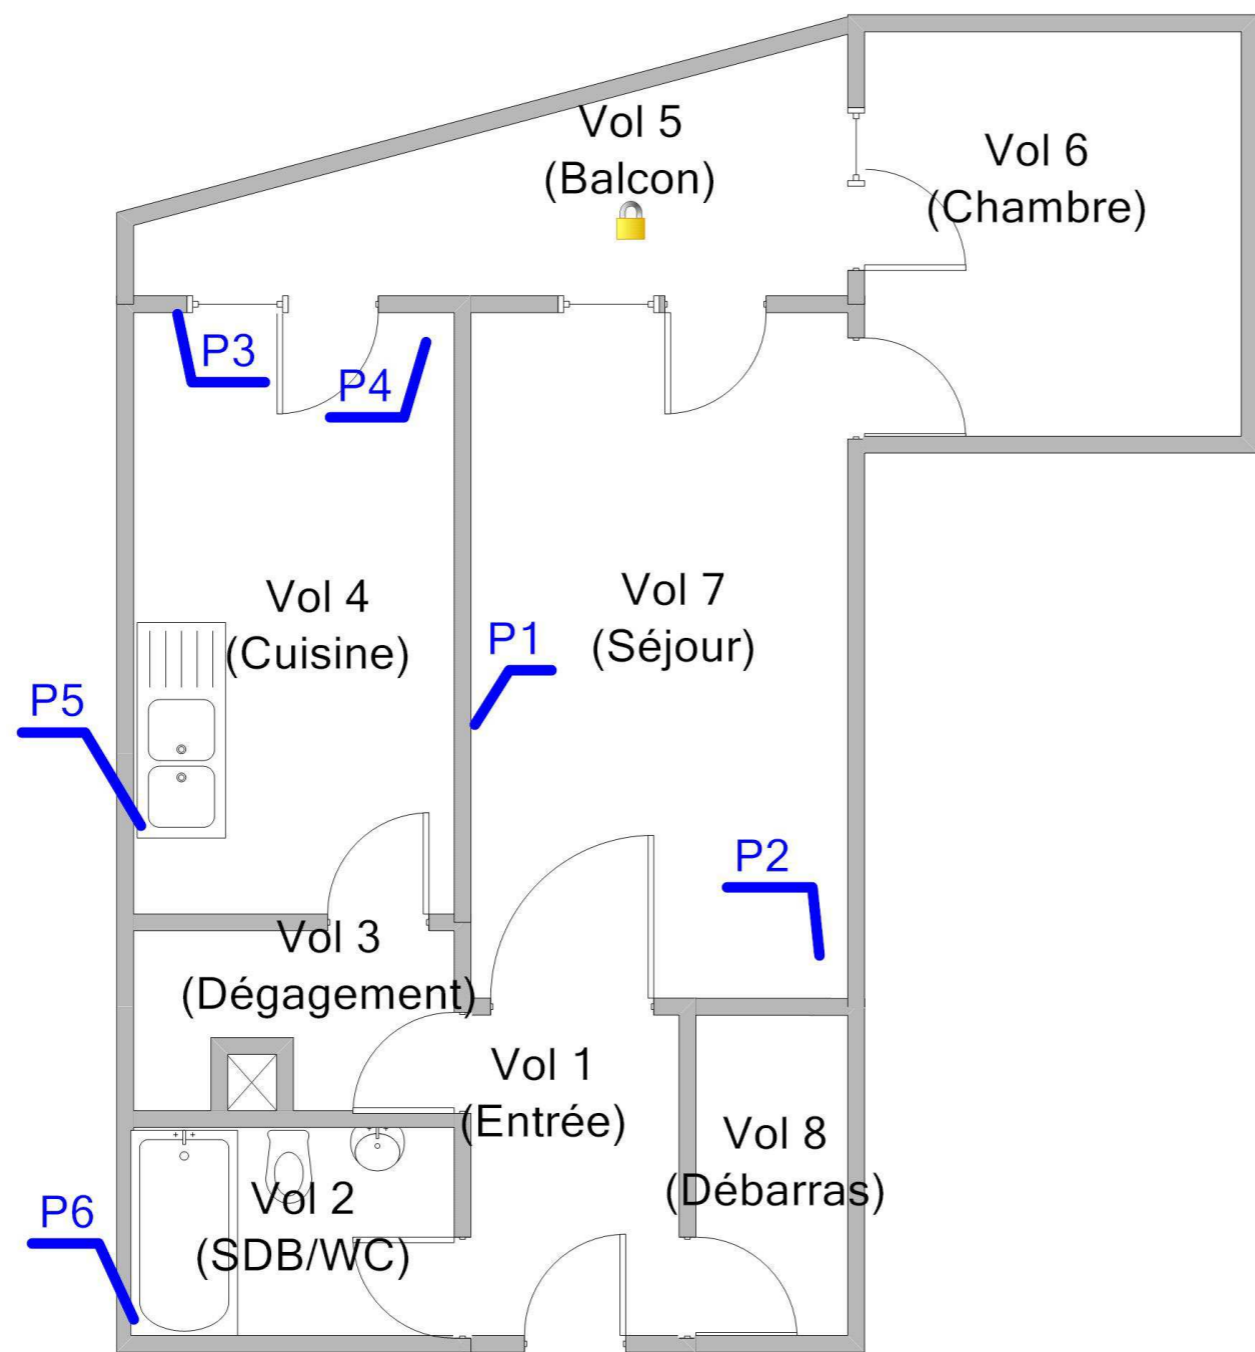 Vol 5
(Balcon)
Vol 6
(Chambre)
P3
P4
Vol 4
(Cuisine)
Vol 7
(Séjour)
P1
P5
P2
Vol 3
(Dégagement)
Vol 1
(Entrée)
Vol 8
(Débarras)
Vol 2
(SDB/WC)
P6